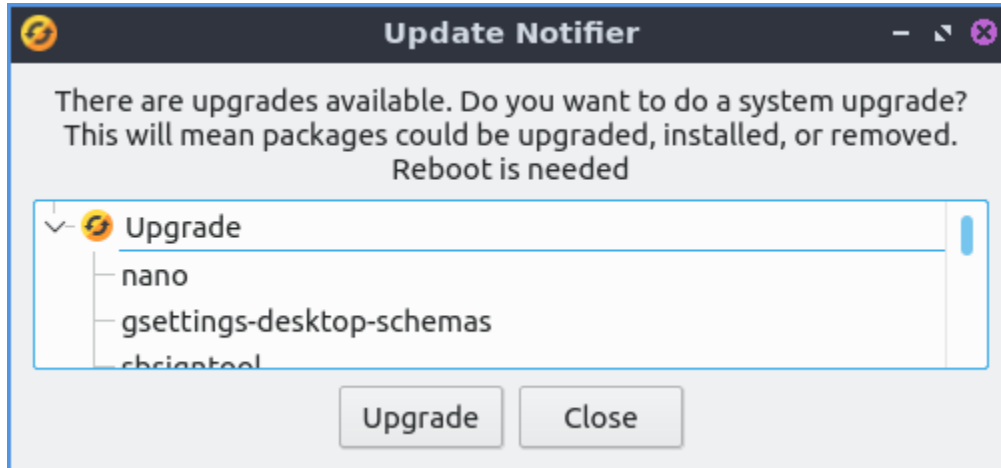 Update Notifier
There are upgrades available. Do you want to do a system upgrade?
This will mean packages could be upgraded, installed, or removed.
Reboot is needed
Upgrade
nano
gsettings-desktop-schemas
sbsigntool
Upgrade
Close